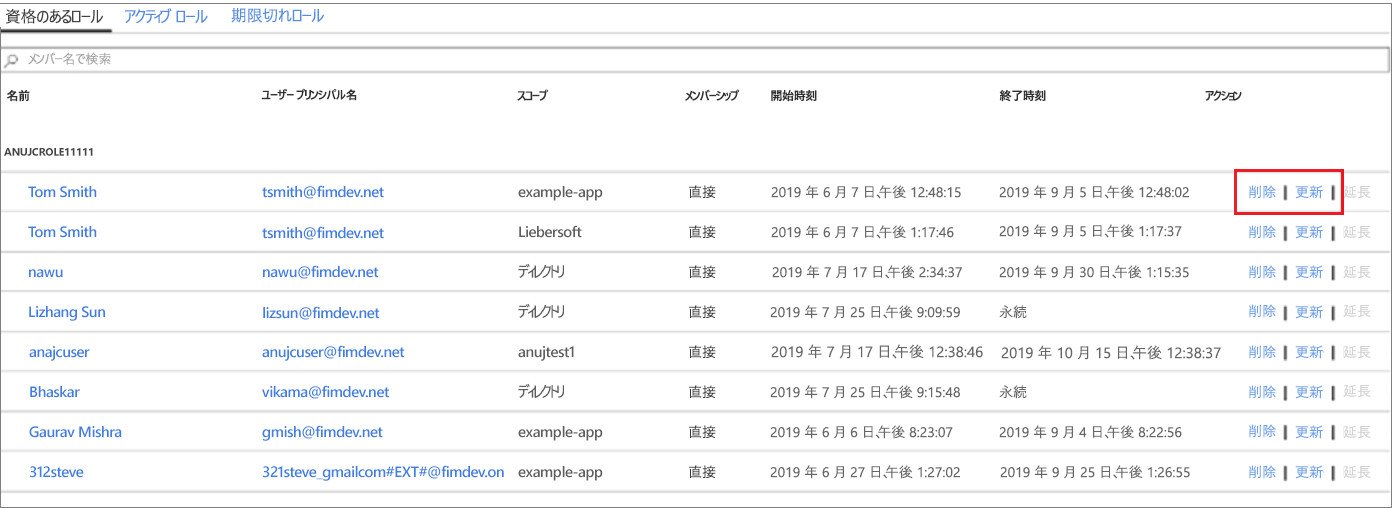 資格のあるロール アクティブ ロール 期限切れロール
メンバー名で検索
名前 ユーザー プリンシパル名 スコープ メンバーシップ 開始時刻 終了時刻 アクション
ANUJCROLE11111
Tom Smith tsmith@fimdev.net example-app 直接 2019 年 6 月 7 日、午後 12:48:15 2019 年 9 月 5 日、午後 12:48:02 削除 | 更新 | 延長
Tom Smith tsmith@fimdev.net Liebersoft 直接 2019 年 6 月 7 日、午後 1:17:46 2019 年 9 月 5 日、午後 1:17:37 削除 | 更新 | 延長
nawu nawu@fimdev.net ディレクトリ 直接 2019 年 7 月 17 日、午後 2:34:37 2019 年 9 月 30 日、午後 1:15:35 削除 | 更新 | 延長
Lizhang Sun lizsun@fimdev.net ディレクトリ 直接 2019 年 7 月 25 日、午後 9:09:59 永続 削除 | 更新 | 延長
anajcuser anujcuser@fimdev.net anujtest1 直接 2019 年 7 月 17 日、午後 12:38:46 2019 年 10 月 15 日、午後 12:38:37 削除 | 更新 | 延長
Bhaskar vikama@fimdev.net ディレクトリ 直接 2019 年 7 月 25 日、午後 9:15:48 永続 削除 | 更新 | 延長
Gaurav Mishra gmish@fimdev.net example-app 直接 2019 年 6 月 6 日、午後 8:23:07 2019 年 9 月 4 日、午後 8:22:56 削除 | 更新 | 延長
312steve 321steve_gmailcom#EXT#@fimdev.on example-app 直接 2019 年 6 月 27 日、午後 1:27:02 2019 年 9 月 25 日、午後 1:26:55 削除 | 更新 | 延長